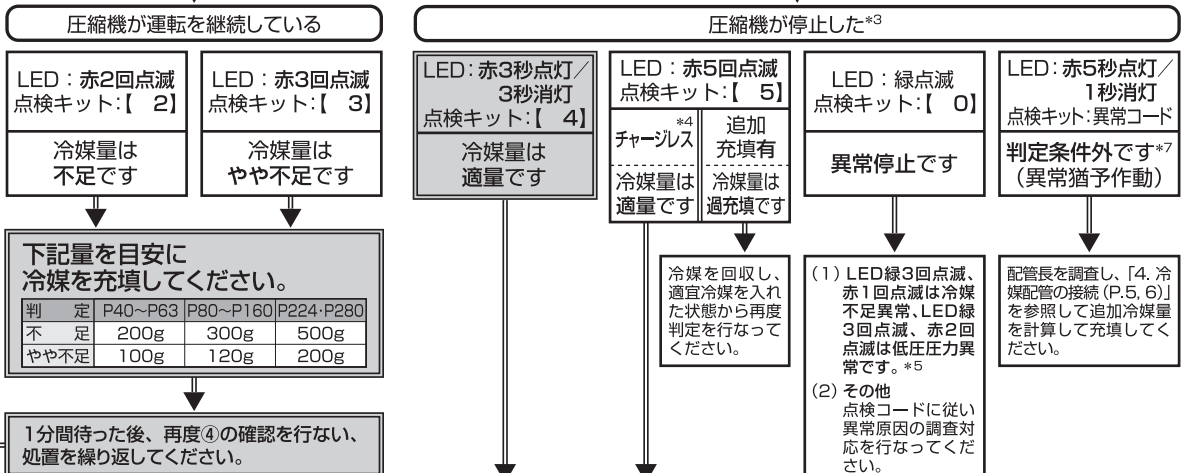 圧縮機が運転を継続している
圧縮機が停止した*3
LED：赤2回点滅
点検キット：【　2】
冷媒量は
不足です
LED：赤3回点滅
点検キット：【　3】
冷媒量は
やや不足です
下記量を目安に
冷媒を充填してください。
判　定 P40～P63 P80～P160 P224・P280
不　足 200g 300g 500g
やや不足 100g 120g 200g
1分間待った後、再度④の確認を行ない、
処置を繰り返してください。
LED：赤3秒点灯／
3秒消灯
点検キット：【　4】
冷媒量は
適量です
LED：赤5回点滅
点検キット：【　5】
*4
チャージレス
冷媒量は
適量です
追加
充填有
冷媒量は
過充填です
冷媒を回収し、
適宜冷媒を入れ
た状態から再度
判定を行なって
ください。
LED：緑点滅
点検キット：【　0】
異常停止です
(1) LED緑3回点滅、
赤1回点滅は冷媒
不足異常、LED緑
3回点滅、赤2回
点滅は低圧圧力異
常です。*5
(2) その他
点検コードに従い
異常原因の調査対
応を行なってくだ
さい。
LED：赤5秒点灯／
1秒消灯
点検キット：異常コード
判定条件外です*7
（異常猶予作動）
配管長を調査し、「4. 冷
媒配管の接続（P.5, 6)」
を参照して追加冷媒量
を計算して充填してく
ださい。